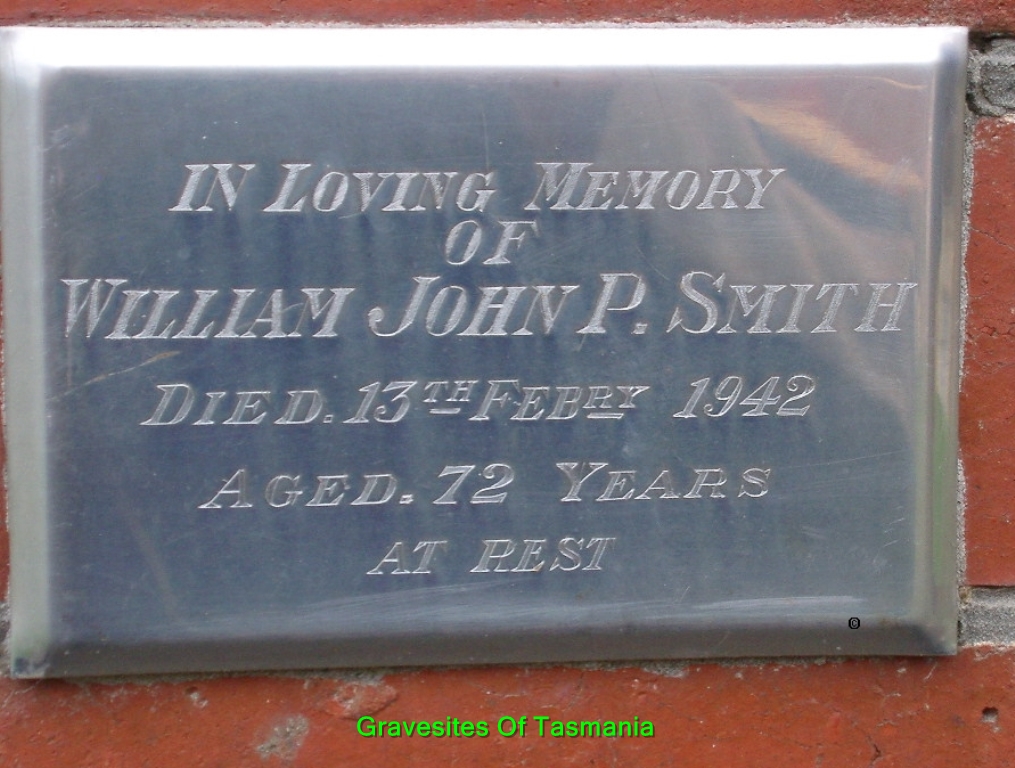 IN LOVING MEMORY
OF
WILLIAM JOHN P. SMITH
DIED. 13TH FEBRY 1942
AGED. 72 YEARS
AT REST
©
Gravesites Of Tasmania